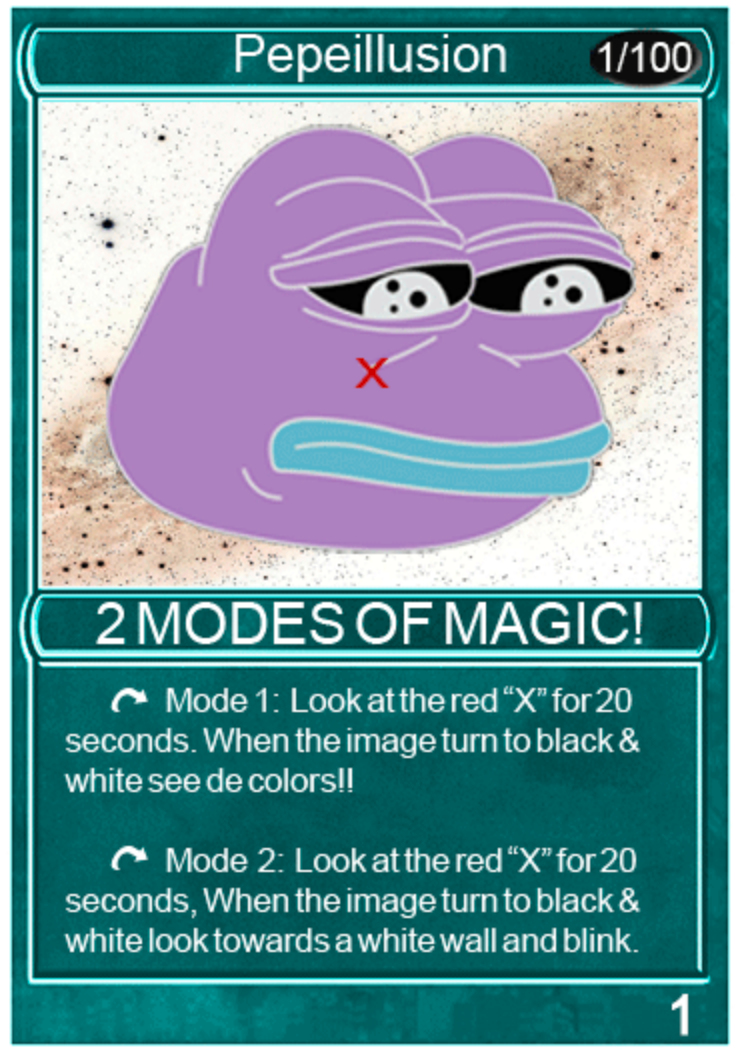 Pepeillusion 1/100
X
2 MODES OF MAGIC!
Mode 1: Look at the red “X” for 20
seconds. When the image turn to black &
white see de colors!!
Mode 2: Look at the red “X” for 20
seconds, When the image turn to black &
white look towards a white wall and blink.
1